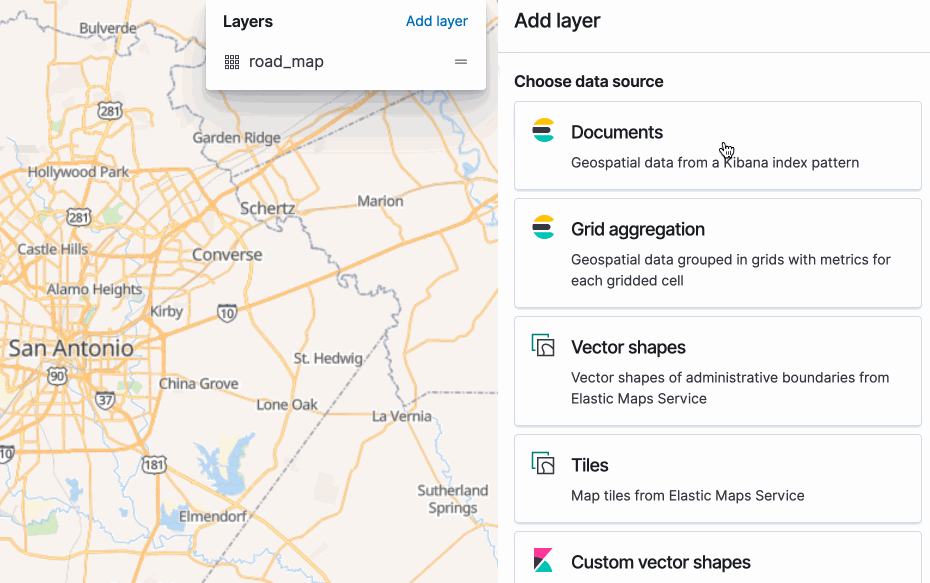 Layers
Add layer
road_map
Bulverde
281
Garden Ridge
Hollywood Park
Schertz
Marion
281
Castle Hills
Converse
Alamo Heights
Kirby
10
San Antonio
St. Hedwig
90
China Grove
37
Lone Oak
La Vernia
10
181
Sutherland
Springs
Elmendorf
Add layer
Choose data source
Documents
Geospatial data from a Kibana index pattern
Grid aggregation
Geospatial data grouped in grids with metrics for
each gridded cell
Vector shapes
Vector shapes of administrative boundaries from
Elastic Maps Service
Tiles
Map tiles from Elastic Maps Service
Custom vector shapes